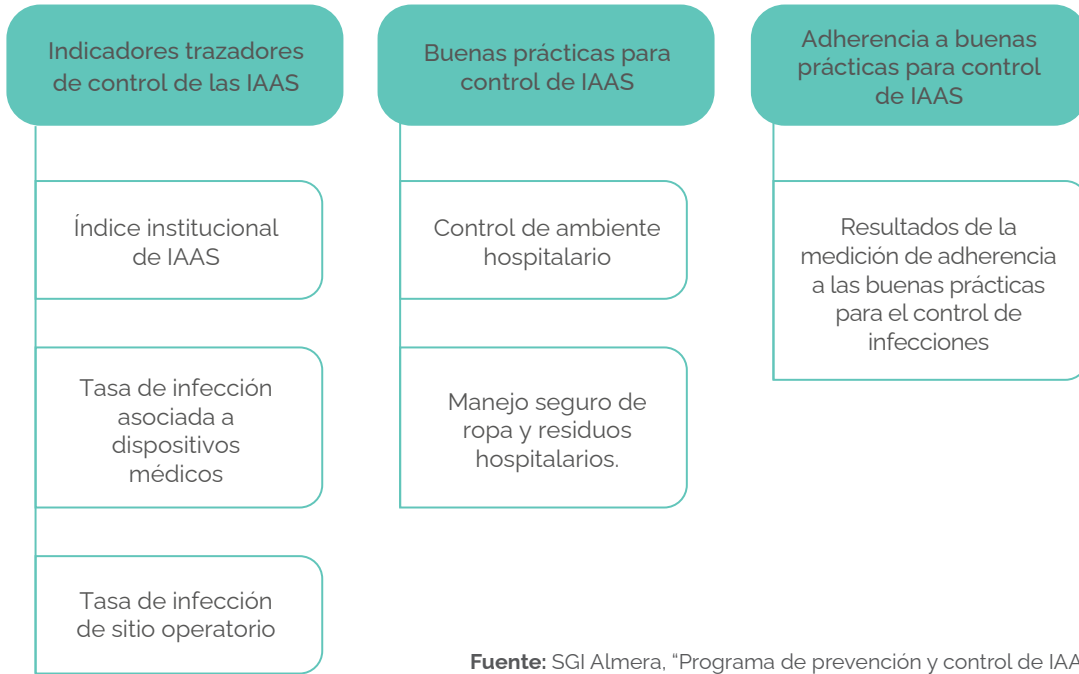 Indicadores trazadores
de control de las IAAS
Índice institucional
de IAAS
Tasa de infección
asociada a
dispositivos
médicos
Tasa de infección
de sitio operatorio
Buenas prácticas para
control de IAAS
Control de ambiente
hospitalario
Manejo seguro de
ropa y residuos
hospitalarios.
Adherencia a buenas
prácticas para control
de IAAS
Resultados de la
medición de adherencia
a las buenas prácticas
para el control de
infecciones
Fuente: SGI Almera, “Programa de prevención y control de IAA